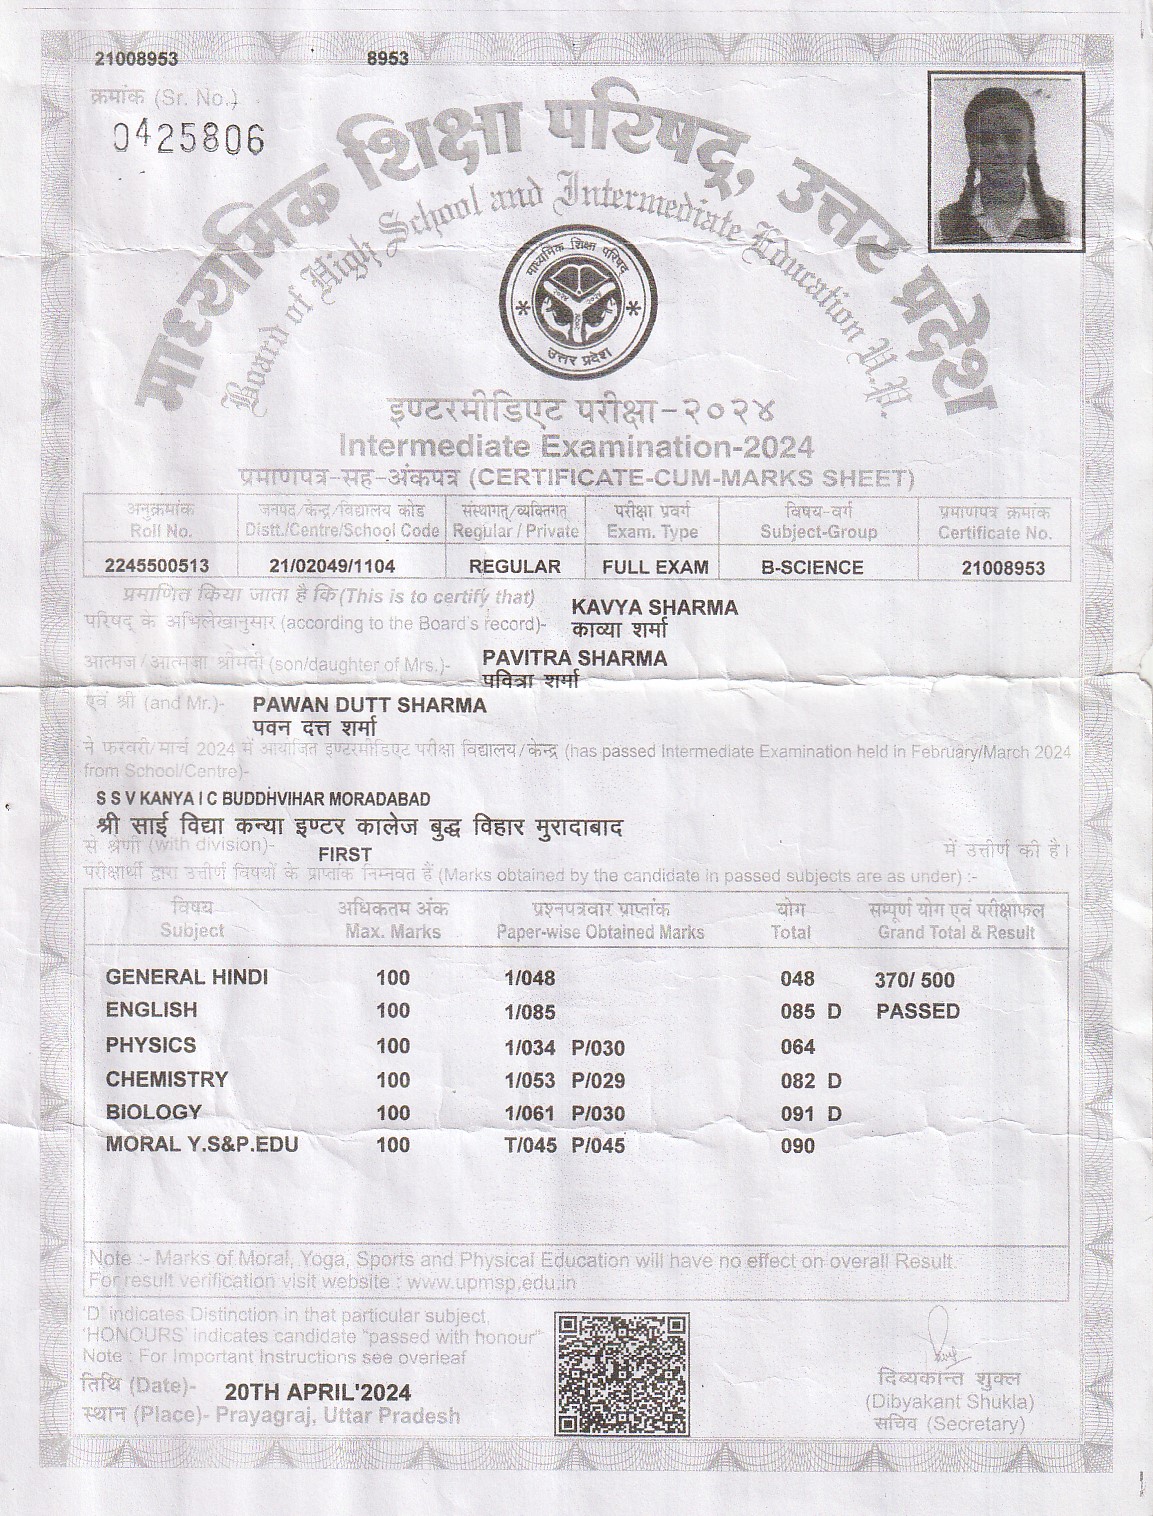 21008953 8953
क्रमांक (Sr. No.)
0425806
माध्यमिक शिक्षा परिषद्, उत्तर प्रदेश
Board of High School and Intermediate Education U.P.
माध्यमिक शिक्षा परिषद्
उत्तर प्रदेश
इण्टरमीडिएट परीक्षा-२०२४
Intermediate Examination-2024
प्रमाणपत्र-सह-अंकपत्र (CERTIFICATE-CUM-MARKS SHEET)
अनुक्रमांक जनपद/केन्द्र/विद्यालय कोड संस्थागत/व्यक्तिगत परीक्षा प्रवर्ग विषय-वर्ग प्रमाणपत्र क्रमांक
Roll No. Distt./Centre/School Code Regular / Private Exam. Type Subject-Group Certificate No.
2245500513 21/02049/1104 REGULAR FULL EXAM B-SCIENCE 21008953
प्रमाणित किया जाता है कि (This is to certify that) KAVYA SHARMA
परिषद् के अभिलेखानुसार (according to the Board's record)- काव्या शर्मा
आत्मज/आत्मजा श्रीमती (son/daughter of Mrs.)- PAVITRA SHARMA
पवित्रा शर्मा
एवं श्री (and Mr.)- PAWAN DUTT SHARMA
पवन दत्त शर्मा
ने फरवरी/मार्च 2024 में आयोजित इण्टरमीडिएट परीक्षा विद्यालय/केन्द्र (has passed Intermediate Examination held in February/March 2024
from School/Centre)-
S S V KANYA I C BUDDHVIHAR MORADABAD
श्री साई विद्या कन्या इण्टर कालेज बुद्ध विहार मुरादाबाद
से श्रेणी (with division)- FIRST में उत्तीर्ण की है।
परीक्षार्थी द्वारा उत्तीर्ण विषयों के प्राप्तांक निम्नवत हैं (Marks obtained by the candidate in passed subjects are as under) :-
विषय अधिकतम अंक प्रश्नपत्रवार प्राप्तांक योग सम्पूर्ण योग एवं परीक्षाफल
Subject Max. Marks Paper-wise Obtained Marks Total Grand Total & Result
GENERAL HINDI 100 1/048 048 370/ 500
ENGLISH 100 1/085 085 D PASSED
PHYSICS 100 1/034 P/030 064
CHEMISTRY 100 1/053 P/029 082 D
BIOLOGY 100 1/061 P/030 091 D
MORAL Y.S&P.EDU 100 T/045 P/045 090
Note :- Marks of Moral, Yoga, Sports and Physical Education will have no effect on overall Result.
For result verification visit website : www.upmsp.edu.in
'D' indicates Distinction in that particular subject,
'HONOURS' indicates candidate "passed with honour"
Note : For Important Instructions see overleaf
तिथि (Date)- 20TH APRIL'2024
स्थान (Place)- Prayagraj, Uttar Pradesh
दिव्यकान्त शुक्ल
(Dibyakant Shukla)
सचिव (Secretary)